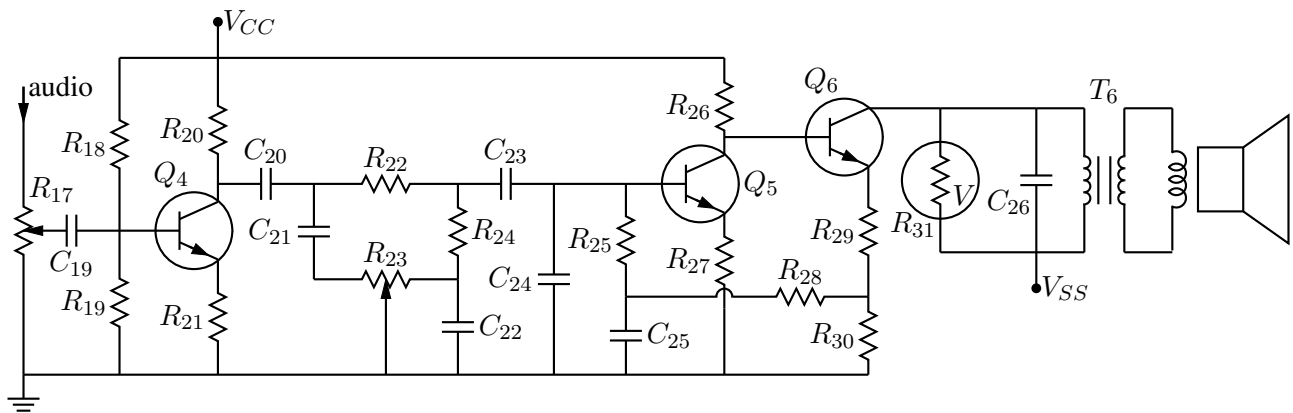 V_CC
audio
R_18
R_20
R_26
Q_6
T_6
C_20
R_22
C_23
Q_4
Q_5
R_17
C_21
R_24
R_25
R_29
R_31
V
C_26
C_19
R_23
R_27
R_28
C_24
R_19
R_21
C_22
C_25
R_30
V_SS